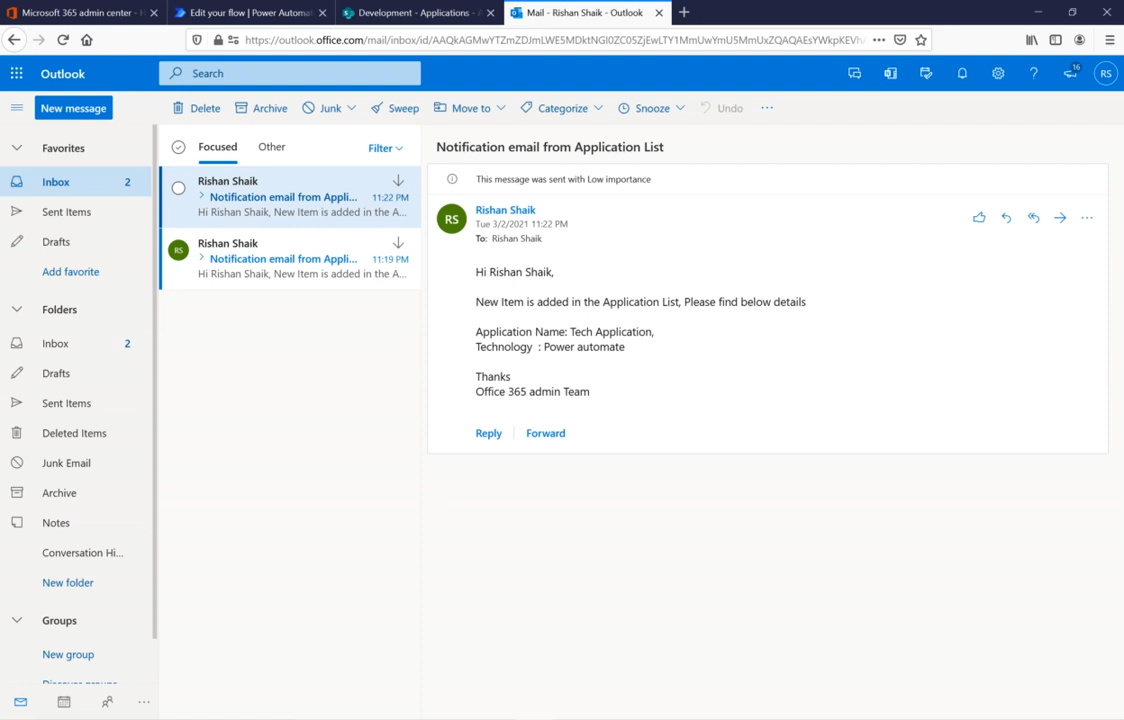 Microsoft 365 admin center - H
Edit your flow | Power Automat
Development - Applications - A
Mail - Rishan Shaik - Outlook
https://outlook.office.com/mail/inbox/id/
Outlook
Search
16
RS
New message
Delete
Archive
Junk
Sweep
Move to
Categorize
Snooze
Undo
Favorites
Inbox 2
Sent Items
Drafts
Add favorite
Folders
Inbox 2
Drafts
Sent Items
Deleted Items
Junk Email
Archive
Notes
Conversation Hi...
New folder
Groups
New group
Discover groups
Focused
Other
Filter
Rishan Shaik
Notification email from Appli... 11:22 PM
Hi Rishan Shaik, New Item is added in the A...
RS
Rishan Shaik
Notification email from Appli... 11:19 PM
Hi Rishan Shaik, New Item is added in the A...
Notification email from Application List
This message was sent with Low importance
RS
Rishan Shaik
Tue 3/2/2021 11:22 PM
To: Rishan Shaik
Hi Rishan Shaik,
New Item is added in the Application List, Please find below details
Application Name: Tech Application,
Technology : Power automate
Thanks
Office 365 admin Team
Reply
Forward